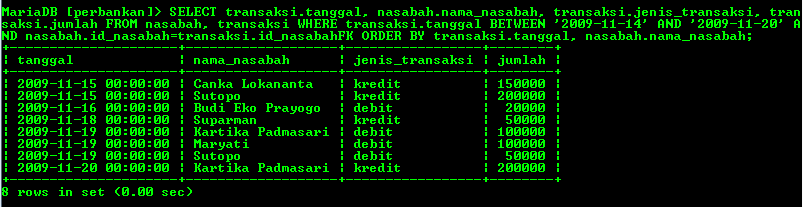 MariaDB [perbankan]> SELECT transaksi.tanggal, nasabah.nama_nasabah, transaksi.jenis_transaksi, tran
saksi.jumlah FROM nasabah, transaksi WHERE transaksi.tanggal BETWEEN '2009-11-14' AND '2009-11-20' A
ND nasabah.id_nasabah=transaksi.id_nasabahFK ORDER BY transaksi.tanggal, nasabah.nama_nasabah;
+---------------------+-------------------+-----------------+--------+
| tanggal | nama_nasabah | jenis_transaksi | jumlah |
+---------------------+-------------------+-----------------+--------+
| 2009-11-15 00:00:00 | Canka Lokananta | kredit | 150000 |
| 2009-11-15 00:00:00 | Sutopo | kredit | 200000 |
| 2009-11-16 00:00:00 | Budi Eko Prayogo | debit | 20000 |
| 2009-11-18 00:00:00 | Suparman | kredit | 50000 |
| 2009-11-19 00:00:00 | Kartika Padmasari | debit | 100000 |
| 2009-11-19 00:00:00 | Maryati | debit | 100000 |
| 2009-11-19 00:00:00 | Sutopo | debit | 50000 |
| 2009-11-20 00:00:00 | Kartika Padmasari | kredit | 200000 |
+---------------------+-------------------+-----------------+--------+
8 rows in set (0.00 sec)